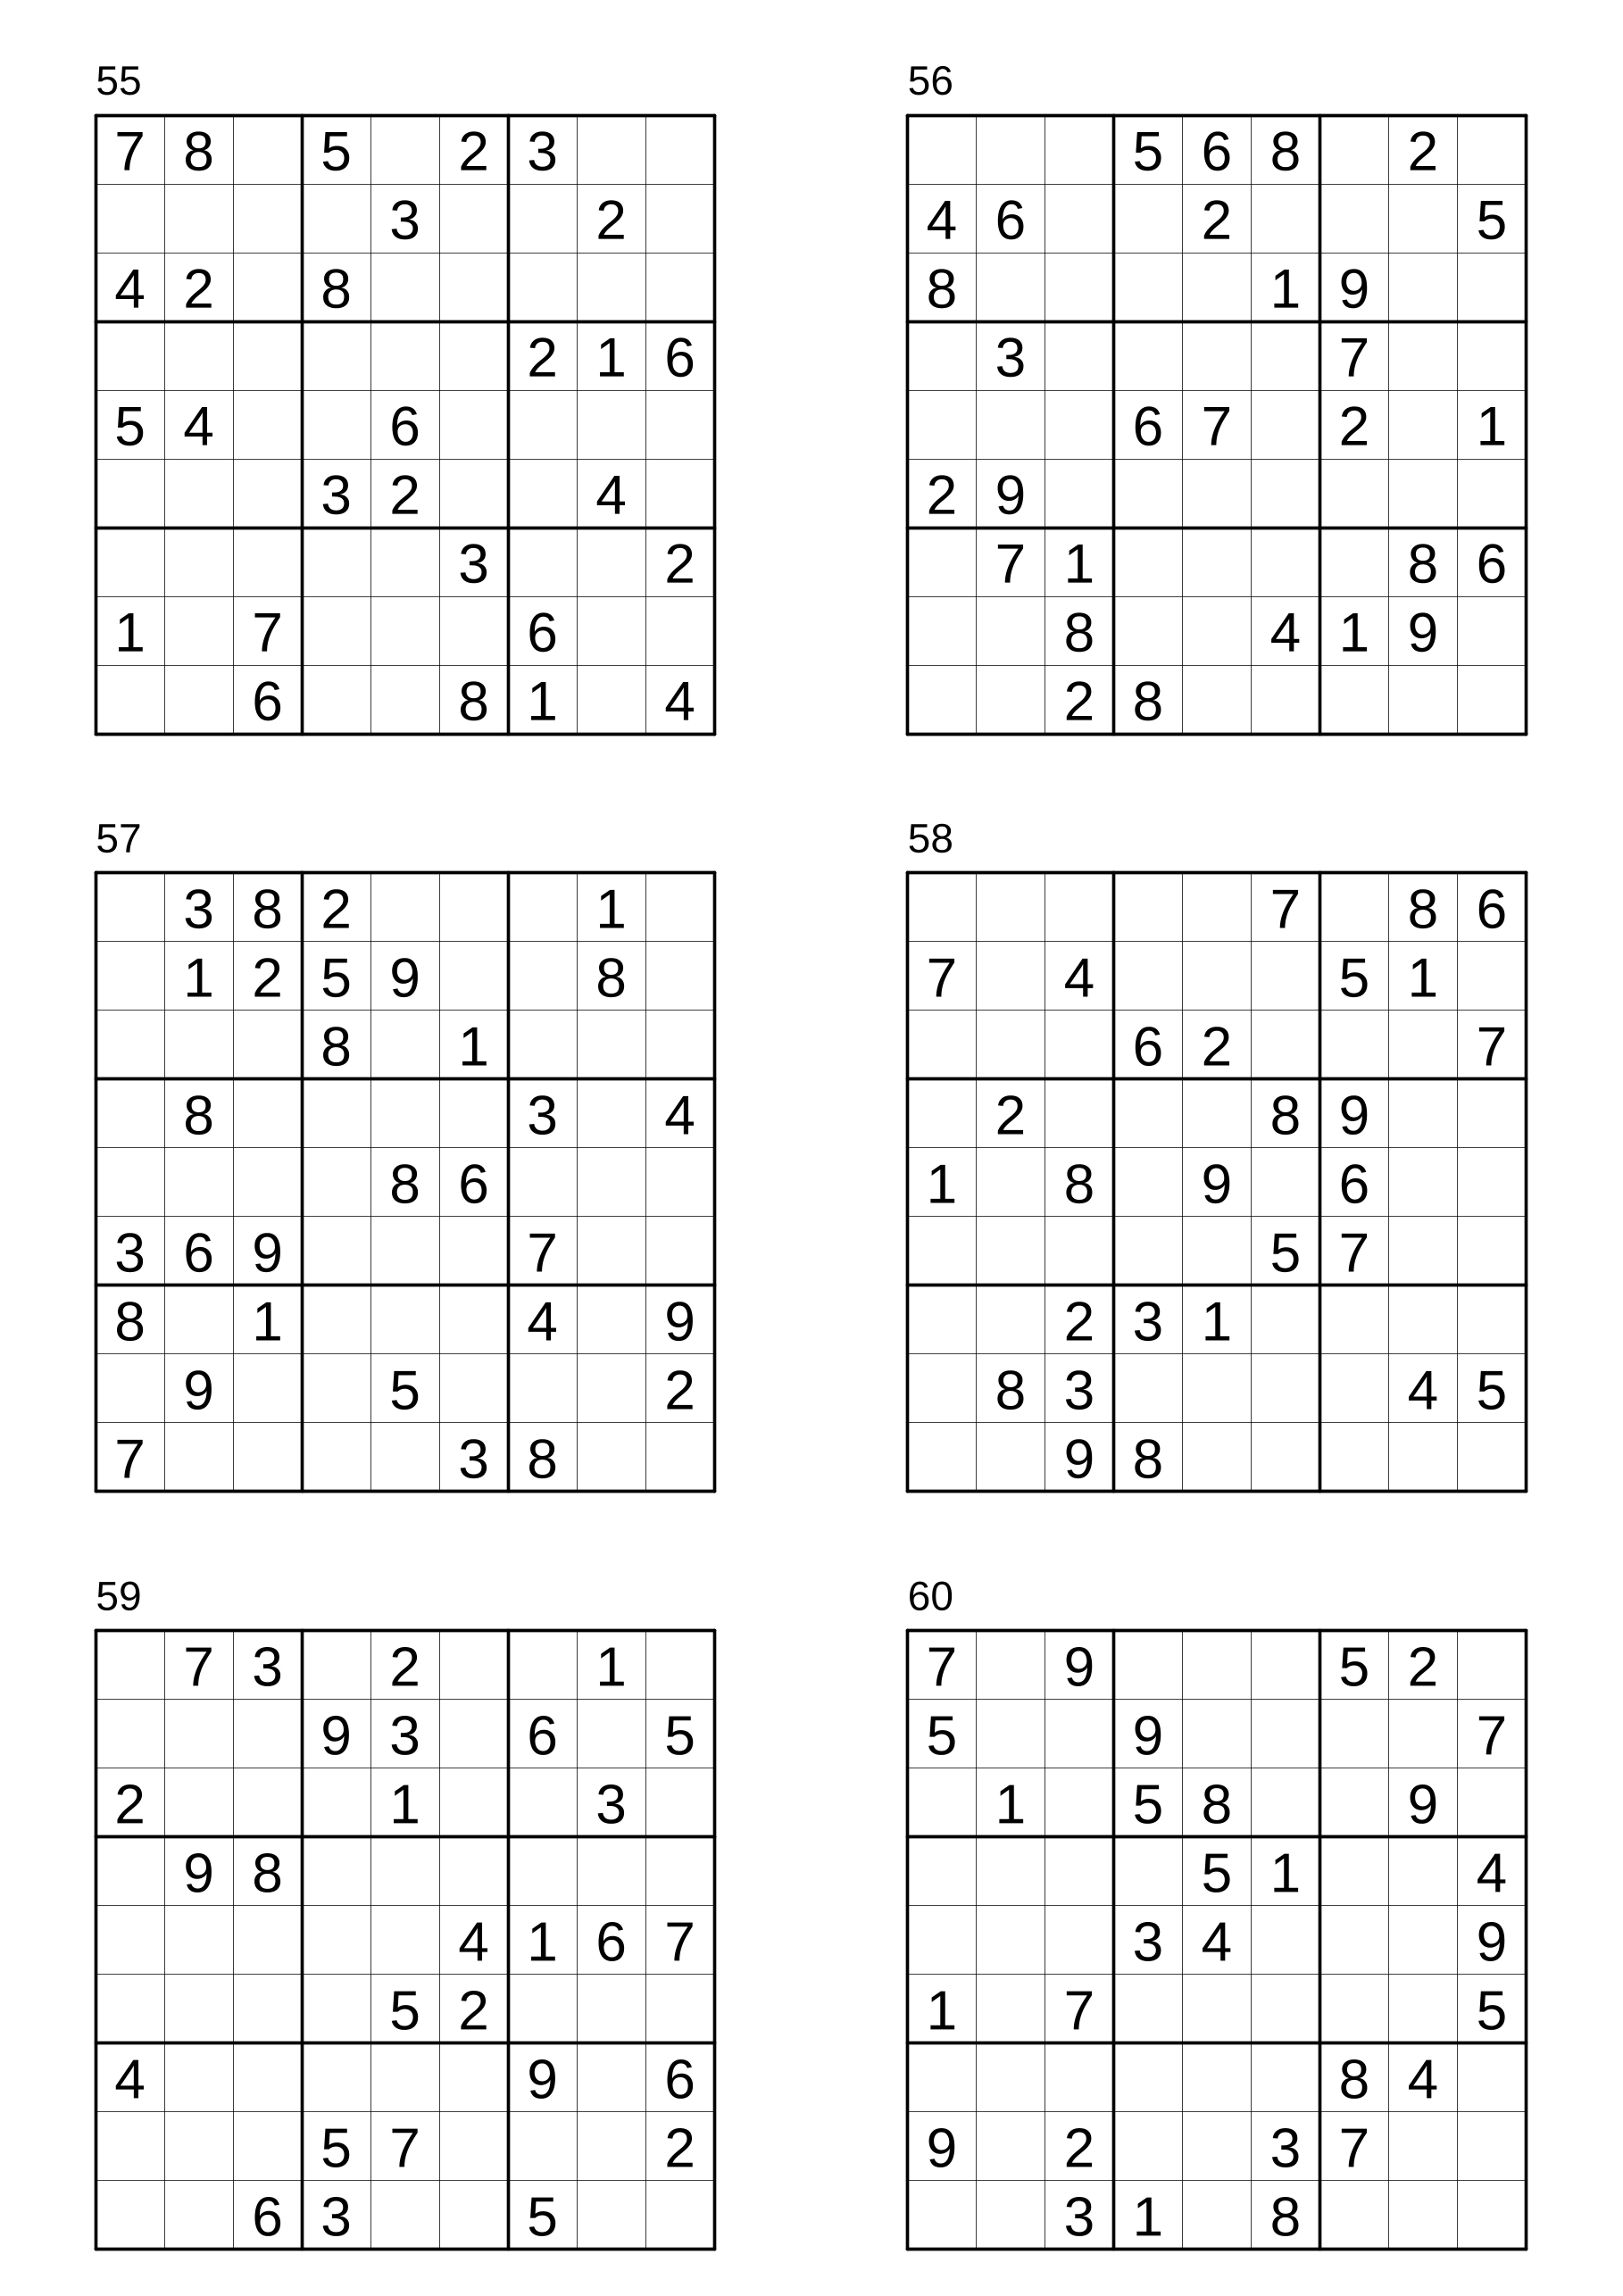 55
7 8 5 2 3
3 2
4 2 8
2 1 6
5 4 6
3 2 4
3 2
1 7 6
6 8 1 4
56
5 6 8 2
4 6 2 5
8 1 9
3 7
6 7 2 1
2 9
7 1 8 6
8 4 1 9
2 8
57
3 8 2 1
1 2 5 9 8
8 1
8 3 4
8 6
3 6 9 7
8 1 4 9
9 5 2
7 3 8
58
7 8 6
7 4 5 1
6 2 7
2 8 9
1 8 9 6
5 7
2 3 1
8 3 4 5
9 8
59
7 3 2 1
9 3 6 5
2 1 3
9 8
4 1 6 7
5 2
4 9 6
5 7 2
6 3 5
60
7 9 5 2
5 9 7
1 5 8 9
5 1 4
3 4 9
1 7 5
8 4
9 2 3 7
3 1 8